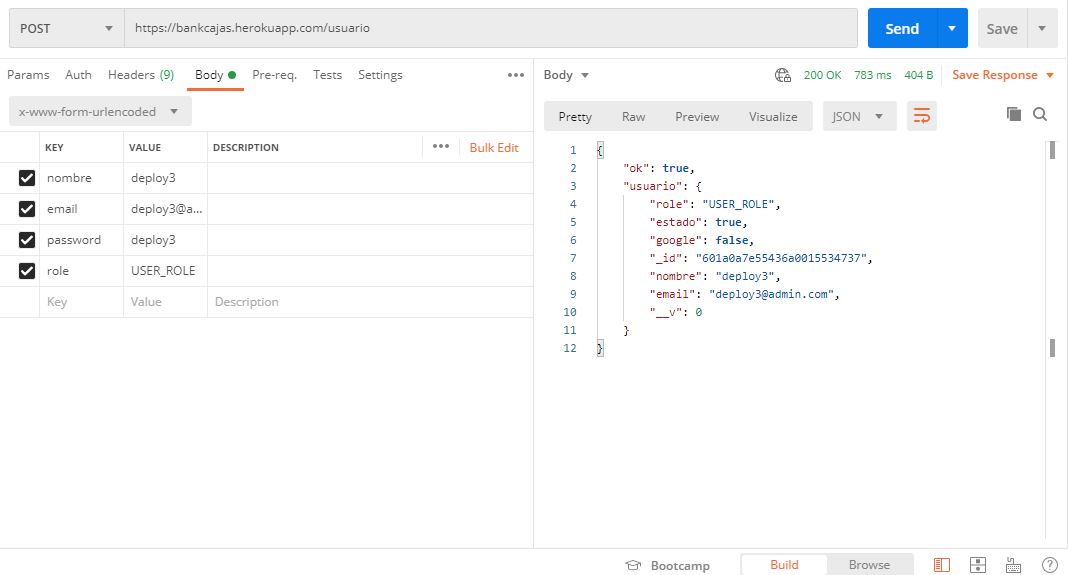 POST https://bankcajas.herokuapp.com/usuario Send Save
Params Auth Headers (9) Body Pre-req. Tests Settings •••
x-www-form-urlencoded
KEY VALUE DESCRIPTION ••• Bulk Edit
nombre deploy3
email deploy3@a...
password deploy3
role USER_ROLE
Key Value Description
Body 200 OK 783 ms 404 B Save Response
Pretty Raw Preview Visualize JSON
1 {
2 "ok": true,
3 "usuario": {
4 "role": "USER_ROLE",
5 "estado": true,
6 "google": false,
7 "_id": "601a0a7e55436a0015534737",
8 "nombre": "deploy3",
9 "email": "deploy3@admin.com",
10 "__v": 0
11 }
12 }
Bootcamp Build Browse ?